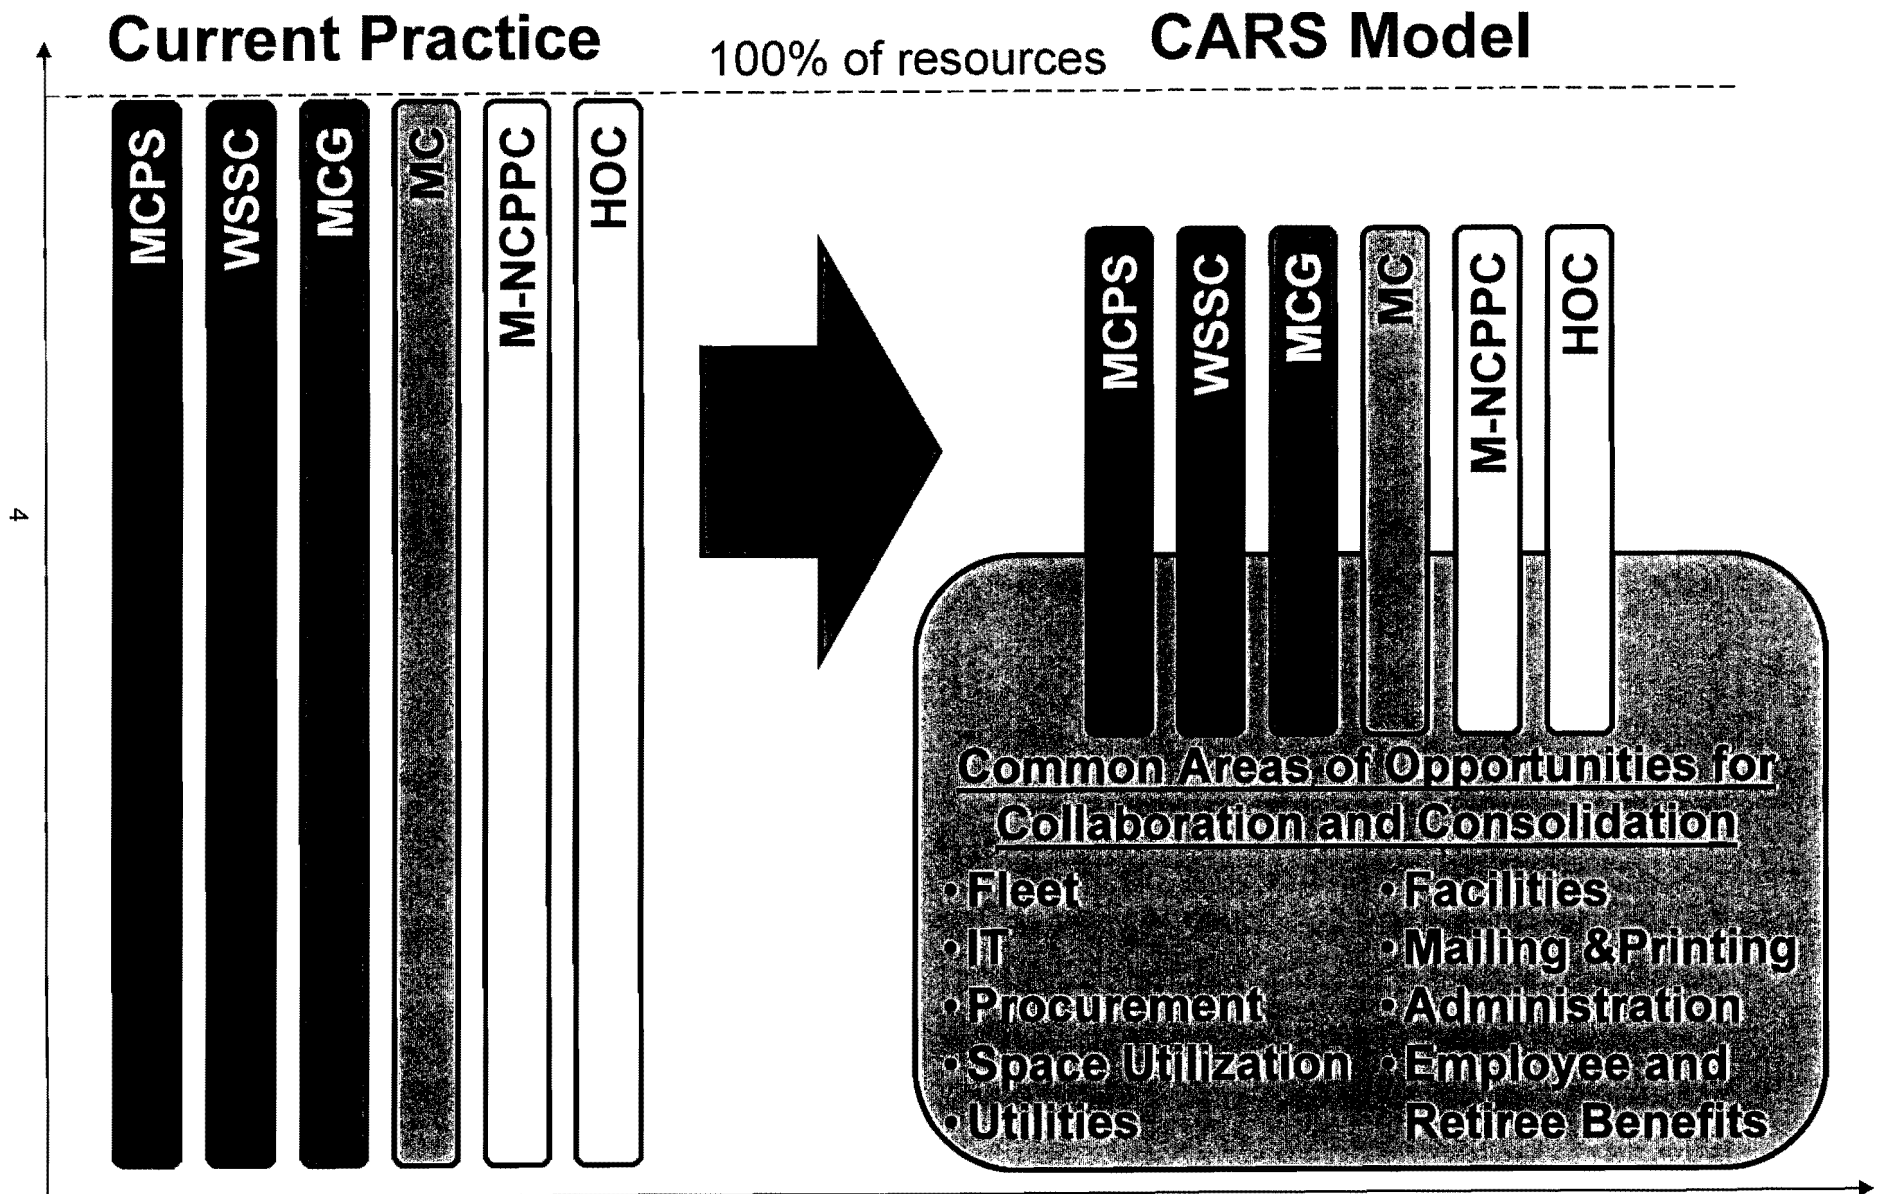 Current Practice
100% of resources
CARS Model
MCPS
WSSC
MCG
MC
M-NCPPC
HOC
MCPS
WSSC
MCG
MC
M-NCPPC
HOC
4
Common Areas of Opportunities for
Collaboration and Consolidation
• Fleet
• IT
• Procurement
• Space Utilization
• Utilities
• Facilities
• Mailing &Printing
• Administration
• Employee and
Retiree Benefits